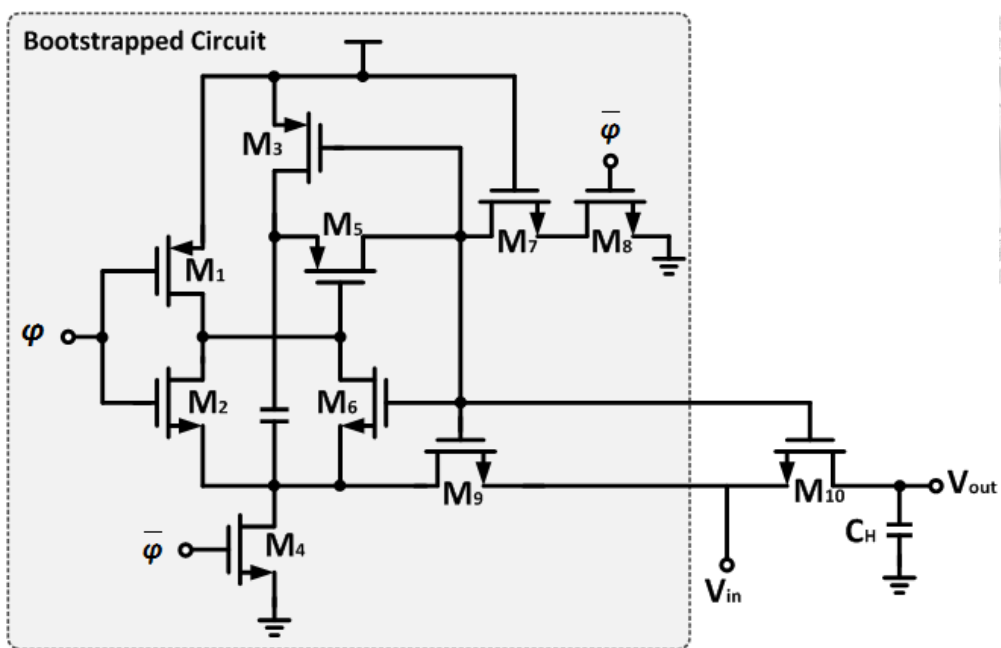 Bootstrapped Circuit
M₃
φ̅
M₅
M₁
M₇
M₈
φ
M₂
M₆
M₉
M₁₀
Vout
φ̅
M₄
CH
Vin